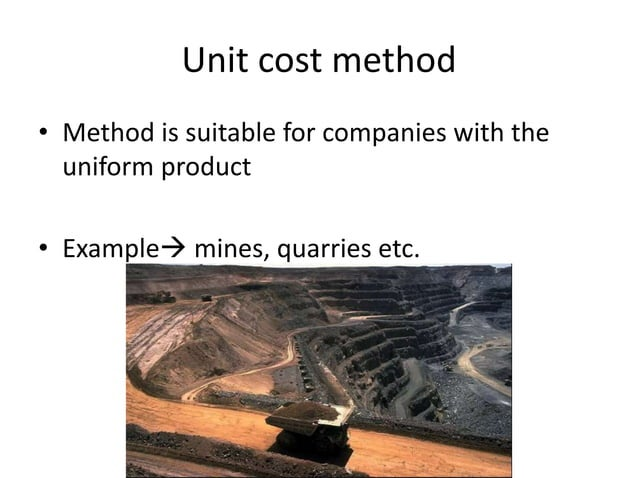 Unit cost method
• Method is suitable for companies with the
uniform product
• Example→ mines, quarries etc.